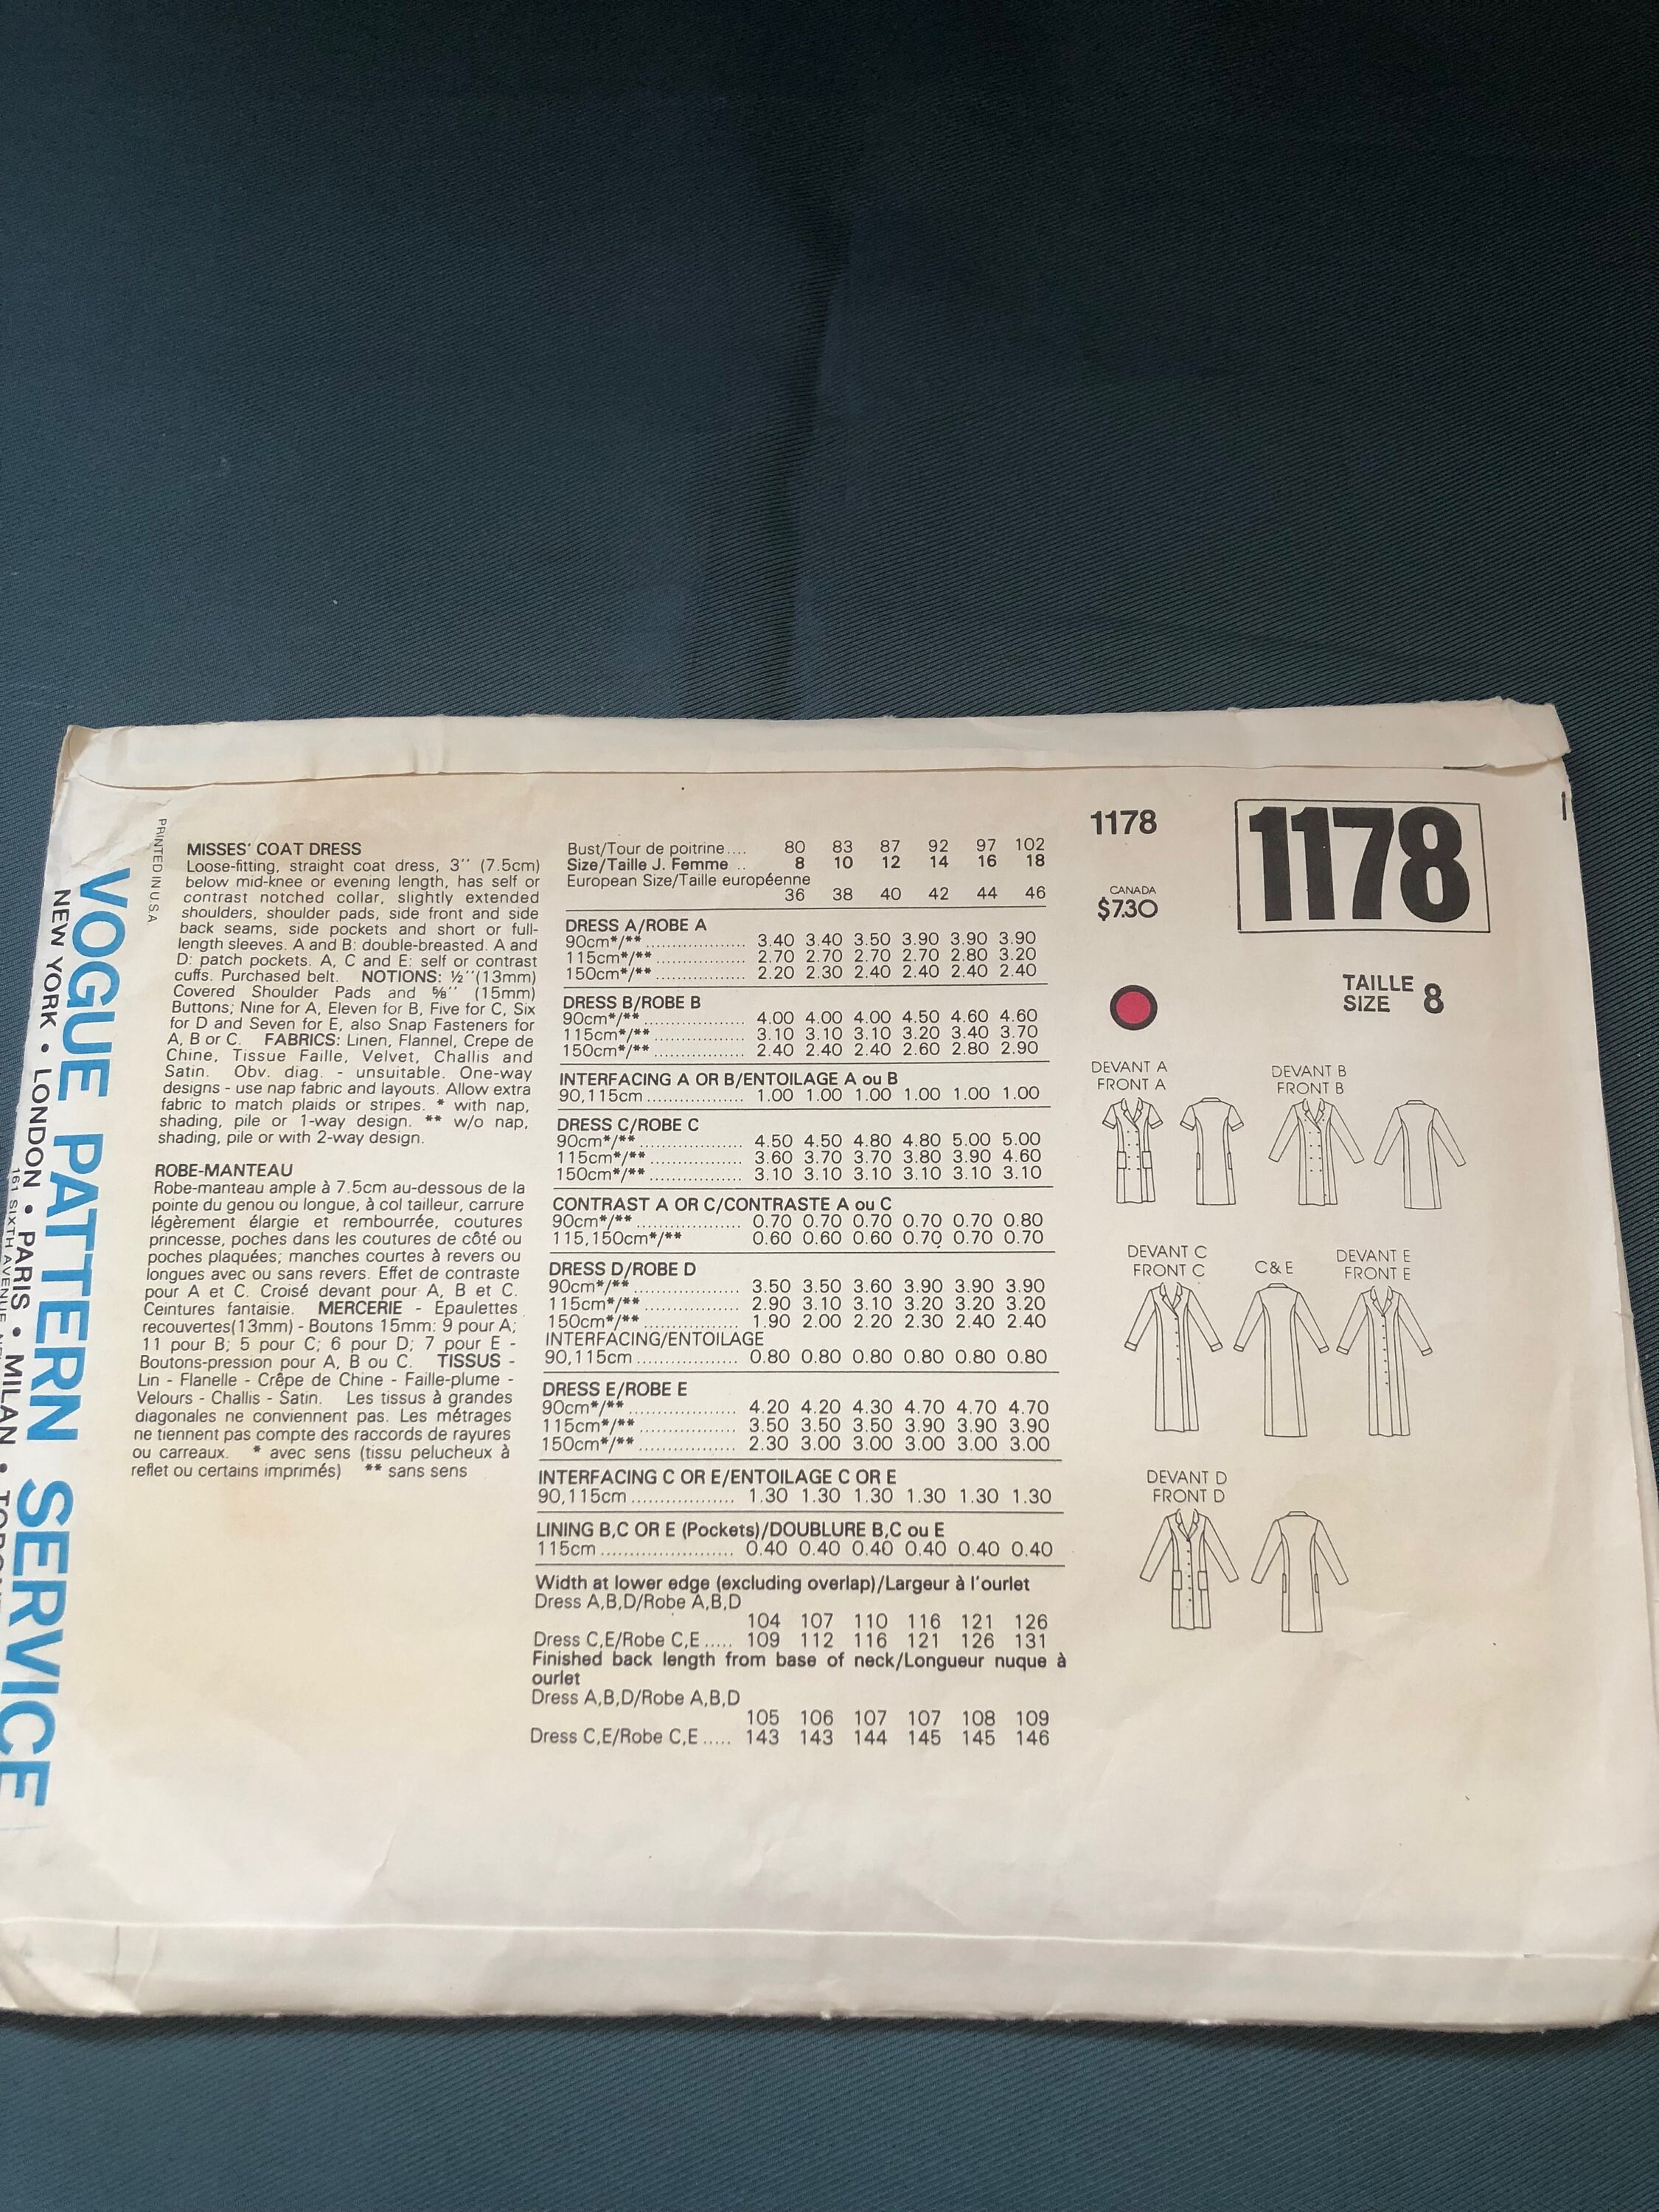 PRINTED IN U.S.A
VOGUE PATTERN SERVICE
NEW YORK • LONDON • PARIS • MILAN •
161 SIXTH AVENUE
MISSES' COAT DRESS
Loose-fitting, straight coat dress, 3'' (7.5cm)
below mid-knee or evening length, has self or
contrast notched collar, slightly extended
shoulders, shoulder pads, side front and side
back seams, side pockets and short or full-
length sleeves. A and B: double-breasted. A and
D: patch pockets. A, C and E: self or contrast
cuffs. Purchased belt. NOTIONS: ½''(13mm)
Covered Shoulder Pads and ⅝'' (15mm)
Buttons; Nine for A, Eleven for B, Five for C, Six
for D and Seven for E, also Snap Fasteners for
A, B or C. FABRICS: Linen, Flannel, Crepe de
Chine, Tissue Faille, Velvet, Challis and
Satin. Obv. diag. - unsuitable. One-way
designs - use nap fabric and layouts. Allow extra
fabric to match plaids or stripes. * with nap,
shading, pile or 1-way design. ** w/o nap,
shading, pile or with 2-way design.
ROBE-MANTEAU
Robe-manteau ample à 7.5cm au-dessous de la
pointe du genou ou longue, à col tailleur, carrure
légèrement élargie et rembourrée, coutures
princesse, poches dans les coutures de côté ou
poches plaquées; manches courtes à revers ou
longues avec ou sans revers. Effet de contraste
pour A et C. Croisé devant pour A, B et C.
Ceintures fantaisie. MERCERIE - Epaulettes
recouvertes(13mm) - Boutons 15mm: 9 pour A;
11 pour B; 5 pour C; 6 pour D; 7 pour E -
Boutons-pression pour A, B ou C. TISSUS -
Lin - Flanelle - Crêpe de Chine - Faille-plume -
Velours - Challis - Satin. Les tissus à grandes
diagonales ne conviennent pas. Les métrages
ne tiennent pas compte des raccords de rayures
ou carreaux. * avec sens (tissu pelucheux à
reflet ou certains imprimés) ** sans sens
Bust/Tour de poitrine.... 80 83 87 92 97 102
Size/Taille J. Femme .. 8 10 12 14 16 18
European Size/Taille européenne
36 38 40 42 44 46
DRESS A/ROBE A
90cm*/** .................... 3.40 3.40 3.50 3.90 3.90 3.90
115cm*/** .................. 2.70 2.70 2.70 2.70 2.80 3.20
150cm*/** .................. 2.20 2.30 2.40 2.40 2.40 2.40
DRESS B/ROBE B
90cm*/** .................... 4.00 4.00 4.00 4.50 4.60 4.60
115cm*/** .................. 3.10 3.10 3.10 3.20 3.40 3.70
150cm*/** .................. 2.40 2.40 2.40 2.60 2.80 2.90
INTERFACING A OR B/ENTOILAGE A ou B
90,115cm ................... 1.00 1.00 1.00 1.00 1.00 1.00
DRESS C/ROBE C
90cm*/** .................... 4.50 4.50 4.80 4.80 5.00 5.00
115cm*/** .................. 3.60 3.70 3.70 3.80 3.90 4.60
150cm*/** .................. 3.10 3.10 3.10 3.10 3.10 3.10
CONTRAST A OR C/CONTRASTE A ou C
90cm*/** .................... 0.70 0.70 0.70 0.70 0.70 0.80
115,150cm*/** ............ 0.60 0.60 0.60 0.70 0.70 0.70
DRESS D/ROBE D
90cm*/** .................... 3.50 3.50 3.60 3.90 3.90 3.90
115cm*/** .................. 2.90 3.10 3.10 3.20 3.20 3.20
150cm*/** .................. 1.90 2.00 2.20 2.30 2.40 2.40
INTERFACING/ENTOILAGE
90,115cm ................... 0.80 0.80 0.80 0.80 0.80 0.80
DRESS E/ROBE E
90cm*/** .................... 4.20 4.20 4.30 4.70 4.70 4.70
115cm*/** .................. 3.50 3.50 3.50 3.90 3.90 3.90
150cm*/** .................. 2.30 3.00 3.00 3.00 3.00 3.00
INTERFACING C OR E/ENTOILAGE C OR E
90,115cm ................... 1.30 1.30 1.30 1.30 1.30 1.30
LINING B,C OR E (Pockets)/DOUBLURE B,C ou E
115cm ........................ 0.40 0.40 0.40 0.40 0.40 0.40
Width at lower edge (excluding overlap)/Largeur à l'ourlet
Dress A,B,D/Robe A,B,D
104 107 110 116 121 126
Dress C,E/Robe C,E ..... 109 112 116 121 126 131
Finished back length from base of neck/Longueur nuque à
ourlet
Dress A,B,D/Robe A,B,D
105 106 107 107 108 109
Dress C,E/Robe C,E ..... 143 143 144 145 145 146
1178
1178
CANADA
$7.30
TAILLE
SIZE 8
DEVANT A
FRONT A
DEVANT B
FRONT B
DEVANT C
FRONT C
C & E
DEVANT E
FRONT E
DEVANT D
FRONT D